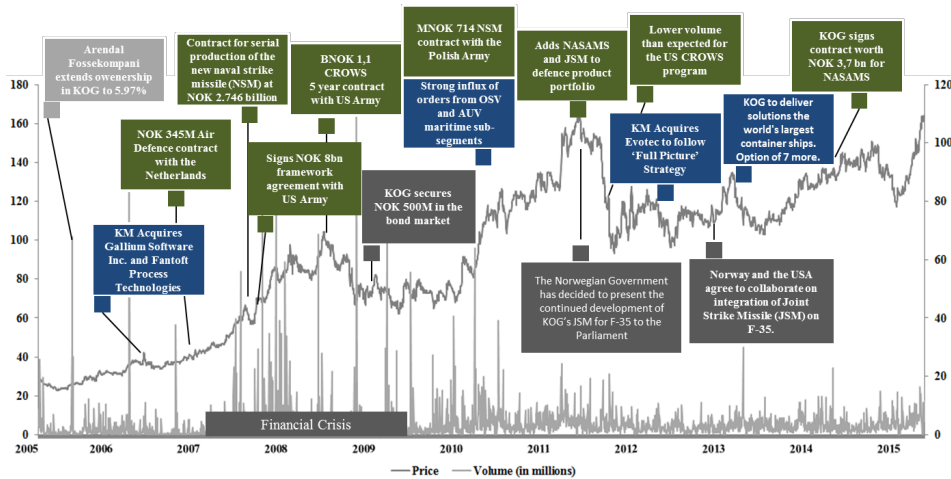 Arendal
Fossekompani
extends owenership
in KOG to 5.97%
Contract for serial
production of the
new naval strike
missile (NSM) at
NOK 2.746 billion
BNOK 1,1
CROWS
5 year contract
with US Army
MNOK 714 NSM
contract with the
Polish Army
Strong influx of
orders from OSV
and AUV
maritime sub-
segments
Adds NASAMS
and JSM to
defence product
portfolio
Lower volume
than expected for
the US CROWS
program
KOG signs
contract worth
NOK 3,7 bn for
NASAMS
NOK 345M Air
Defence contract
with the
Netherlands
Signs NOK 8bn
framework
agreement with
US Army
KM Acquires
Evotec to follow
‘Full Picture’
Strategy
KOG to deliver
solutions the
world's largest
container ships.
Option of 7 more.
KM Acquires
Gallium Software
Inc. and Fantoft
Process
Technologies
KOG secures
NOK 500M in the
bond market
The Norwegian Government
has decided to present the
continued development of
KOG’s JSM for F-35 to the
Parliament
Norway and the USA
agree to collaborate on
integration of Joint
Strike Missile (JSM) on
F-35.
Financial Crisis
180
160
140
120
100
80
60
40
20
0
120
100
80
60
40
20
0
2005 2006 2007 2008 2009 2010 2011 2012 2013 2014 2015
Price Volume (in millions)